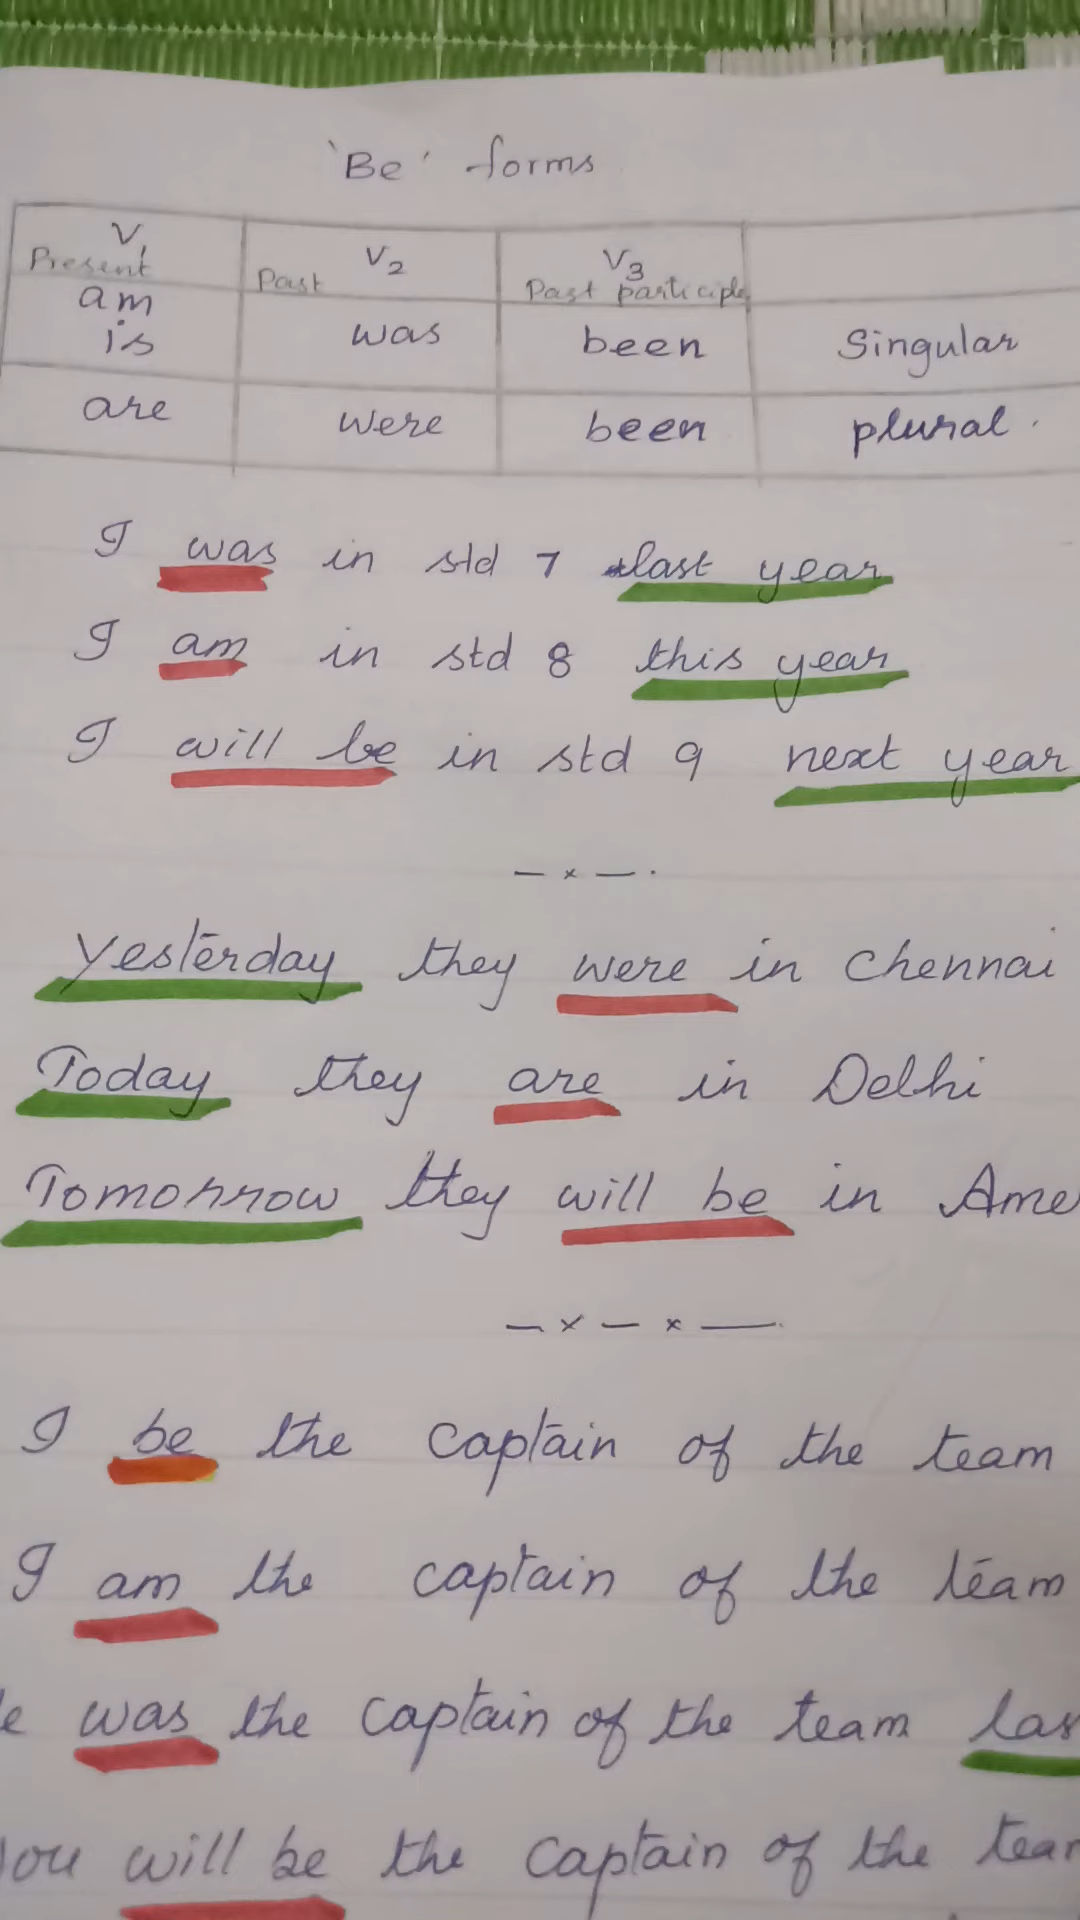 'Be' forms
V1 V2 V3
Present Past Past participle
am
is was been Singular
are were been plural.
I was in std 7 last year
I am in std 8 this year
I will be in std 9 next year
— x — .
Yesterday they were in Chennai
Today they are in Delhi
Tomorrow they will be in Ame
— x — x —
I be the captain of the team
I am the captain of the team
e was the captain of the team las
you will be the captain of the team